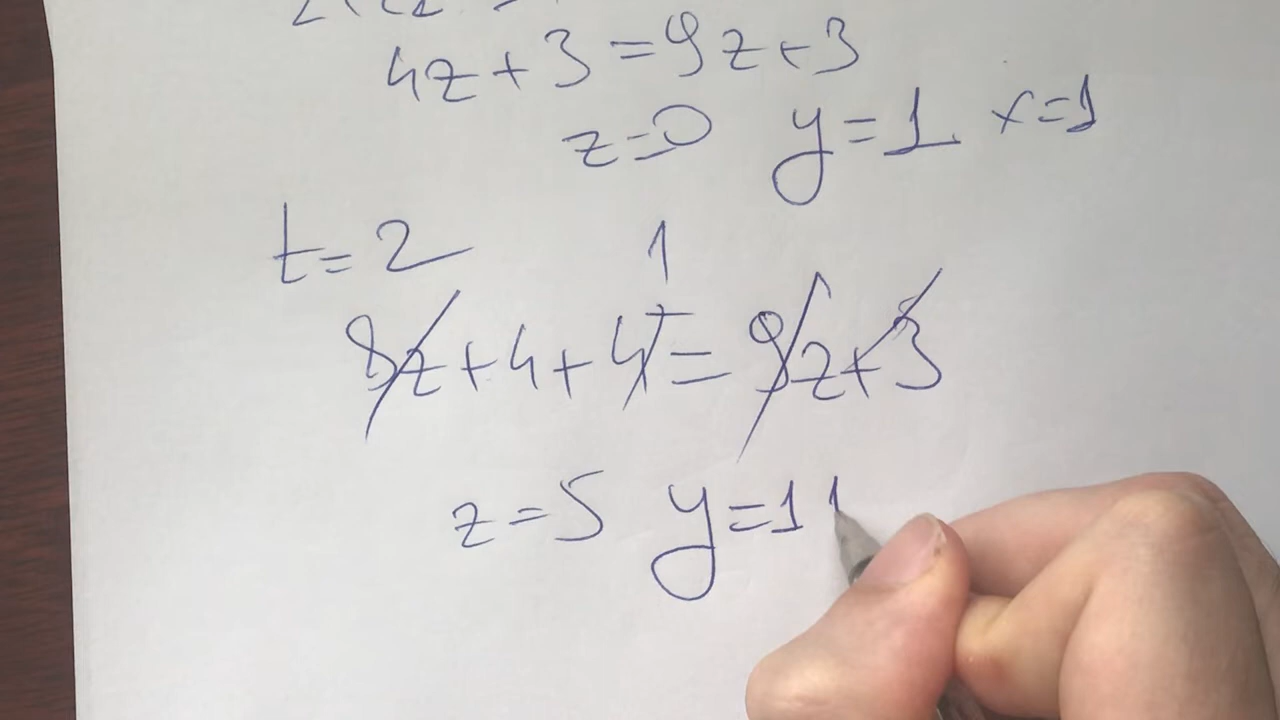 4z+3=9z+3
z=0 y=1 x=1
t=2 1
8z+4+4=9z+3
z=5 y=11